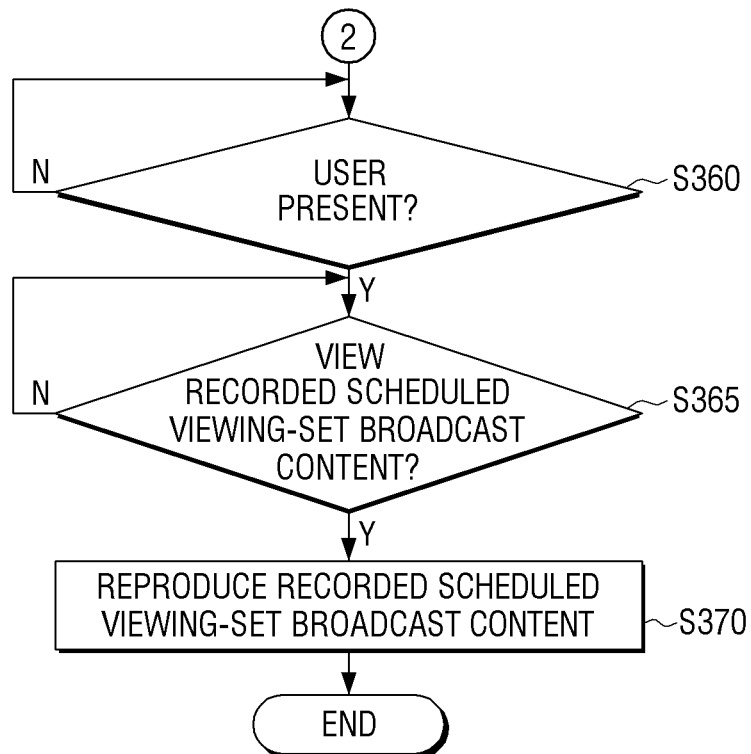 2
USER
PRESENT?
S360
N
Y
VIEW
RECORDED SCHEDULED
VIEWING-SET BROADCAST
CONTENT?
S365
N
Y
REPRODUCE RECORDED SCHEDULED
VIEWING-SET BROADCAST CONTENT
S370
END